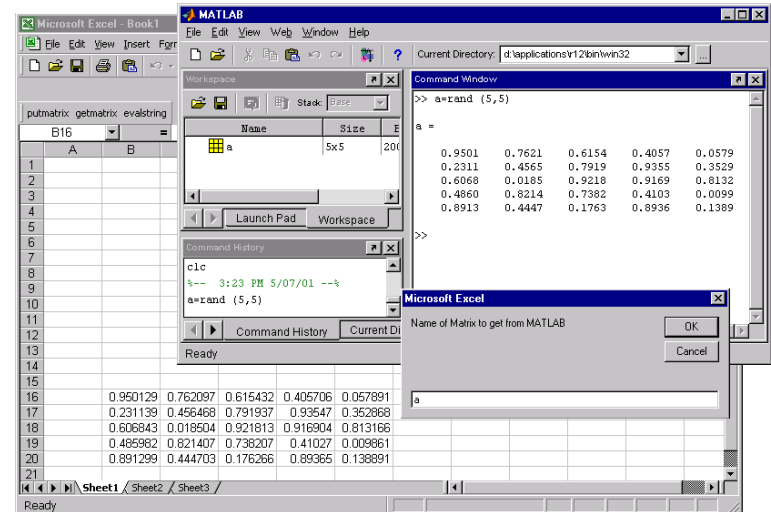 Microsoft Excel - Book1
File Edit View Insert
putmatrix getmatrix evalstring
B16 =
A B
1
2
3
4
5
6
7
8
9
10
11
12
13
14
15
16 0.950129 0.762097 0.615432 0.405706 0.057891
17 0.231139 0.456468 0.791937 0.93547 0.352868
18 0.606843 0.018504 0.921813 0.916904 0.813166
19 0.485982 0.821407 0.738207 0.41027 0.009861
20 0.891299 0.444703 0.176266 0.89365 0.138891
21
Sheet1 Sheet2 Sheet3
Ready
MATLAB
File Edit View Web Window Help
? Current Directory: d:\applications\r12\bin\win32 ...
Workspace
Stack: Base
Name Size
a 5x5
Launch Pad Workspace
Command History
clc
%-- 3:23 PM 5/07/01 --%
a=rand (5,5)
Command History Current Di
Ready
Command Window
>> a=rand (5,5)
a =
0.9501 0.7621 0.6154 0.4057 0.0579
0.2311 0.4565 0.7919 0.9355 0.3529
0.6068 0.0185 0.9218 0.9169 0.8132
0.4860 0.8214 0.7382 0.4103 0.0099
0.8913 0.4447 0.1763 0.8936 0.1389
>>
Microsoft Excel
Name of Matrix to get from MATLAB
OK
Cancel
a